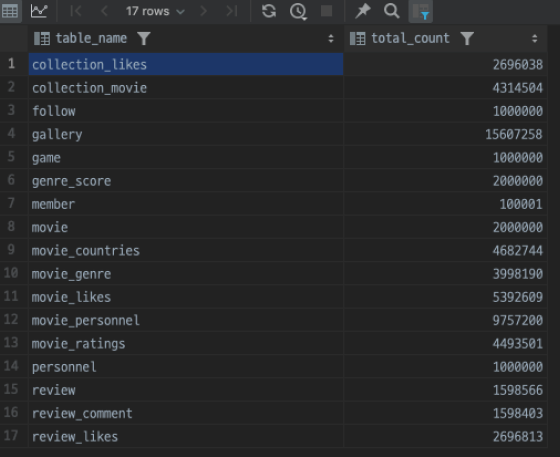 17 rows
table_name total_count
1 collection_likes 2696038
2 collection_movie 4314504
3 follow 1000000
4 gallery 15607258
5 game 1000000
6 genre_score 2000000
7 member 100001
8 movie 2000000
9 movie_countries 4682744
10 movie_genre 3998190
11 movie_likes 5392609
12 movie_personnel 9757200
13 movie_ratings 4493501
14 personnel 1000000
15 review 1598566
16 review_comment 1598403
17 review_likes 2696813